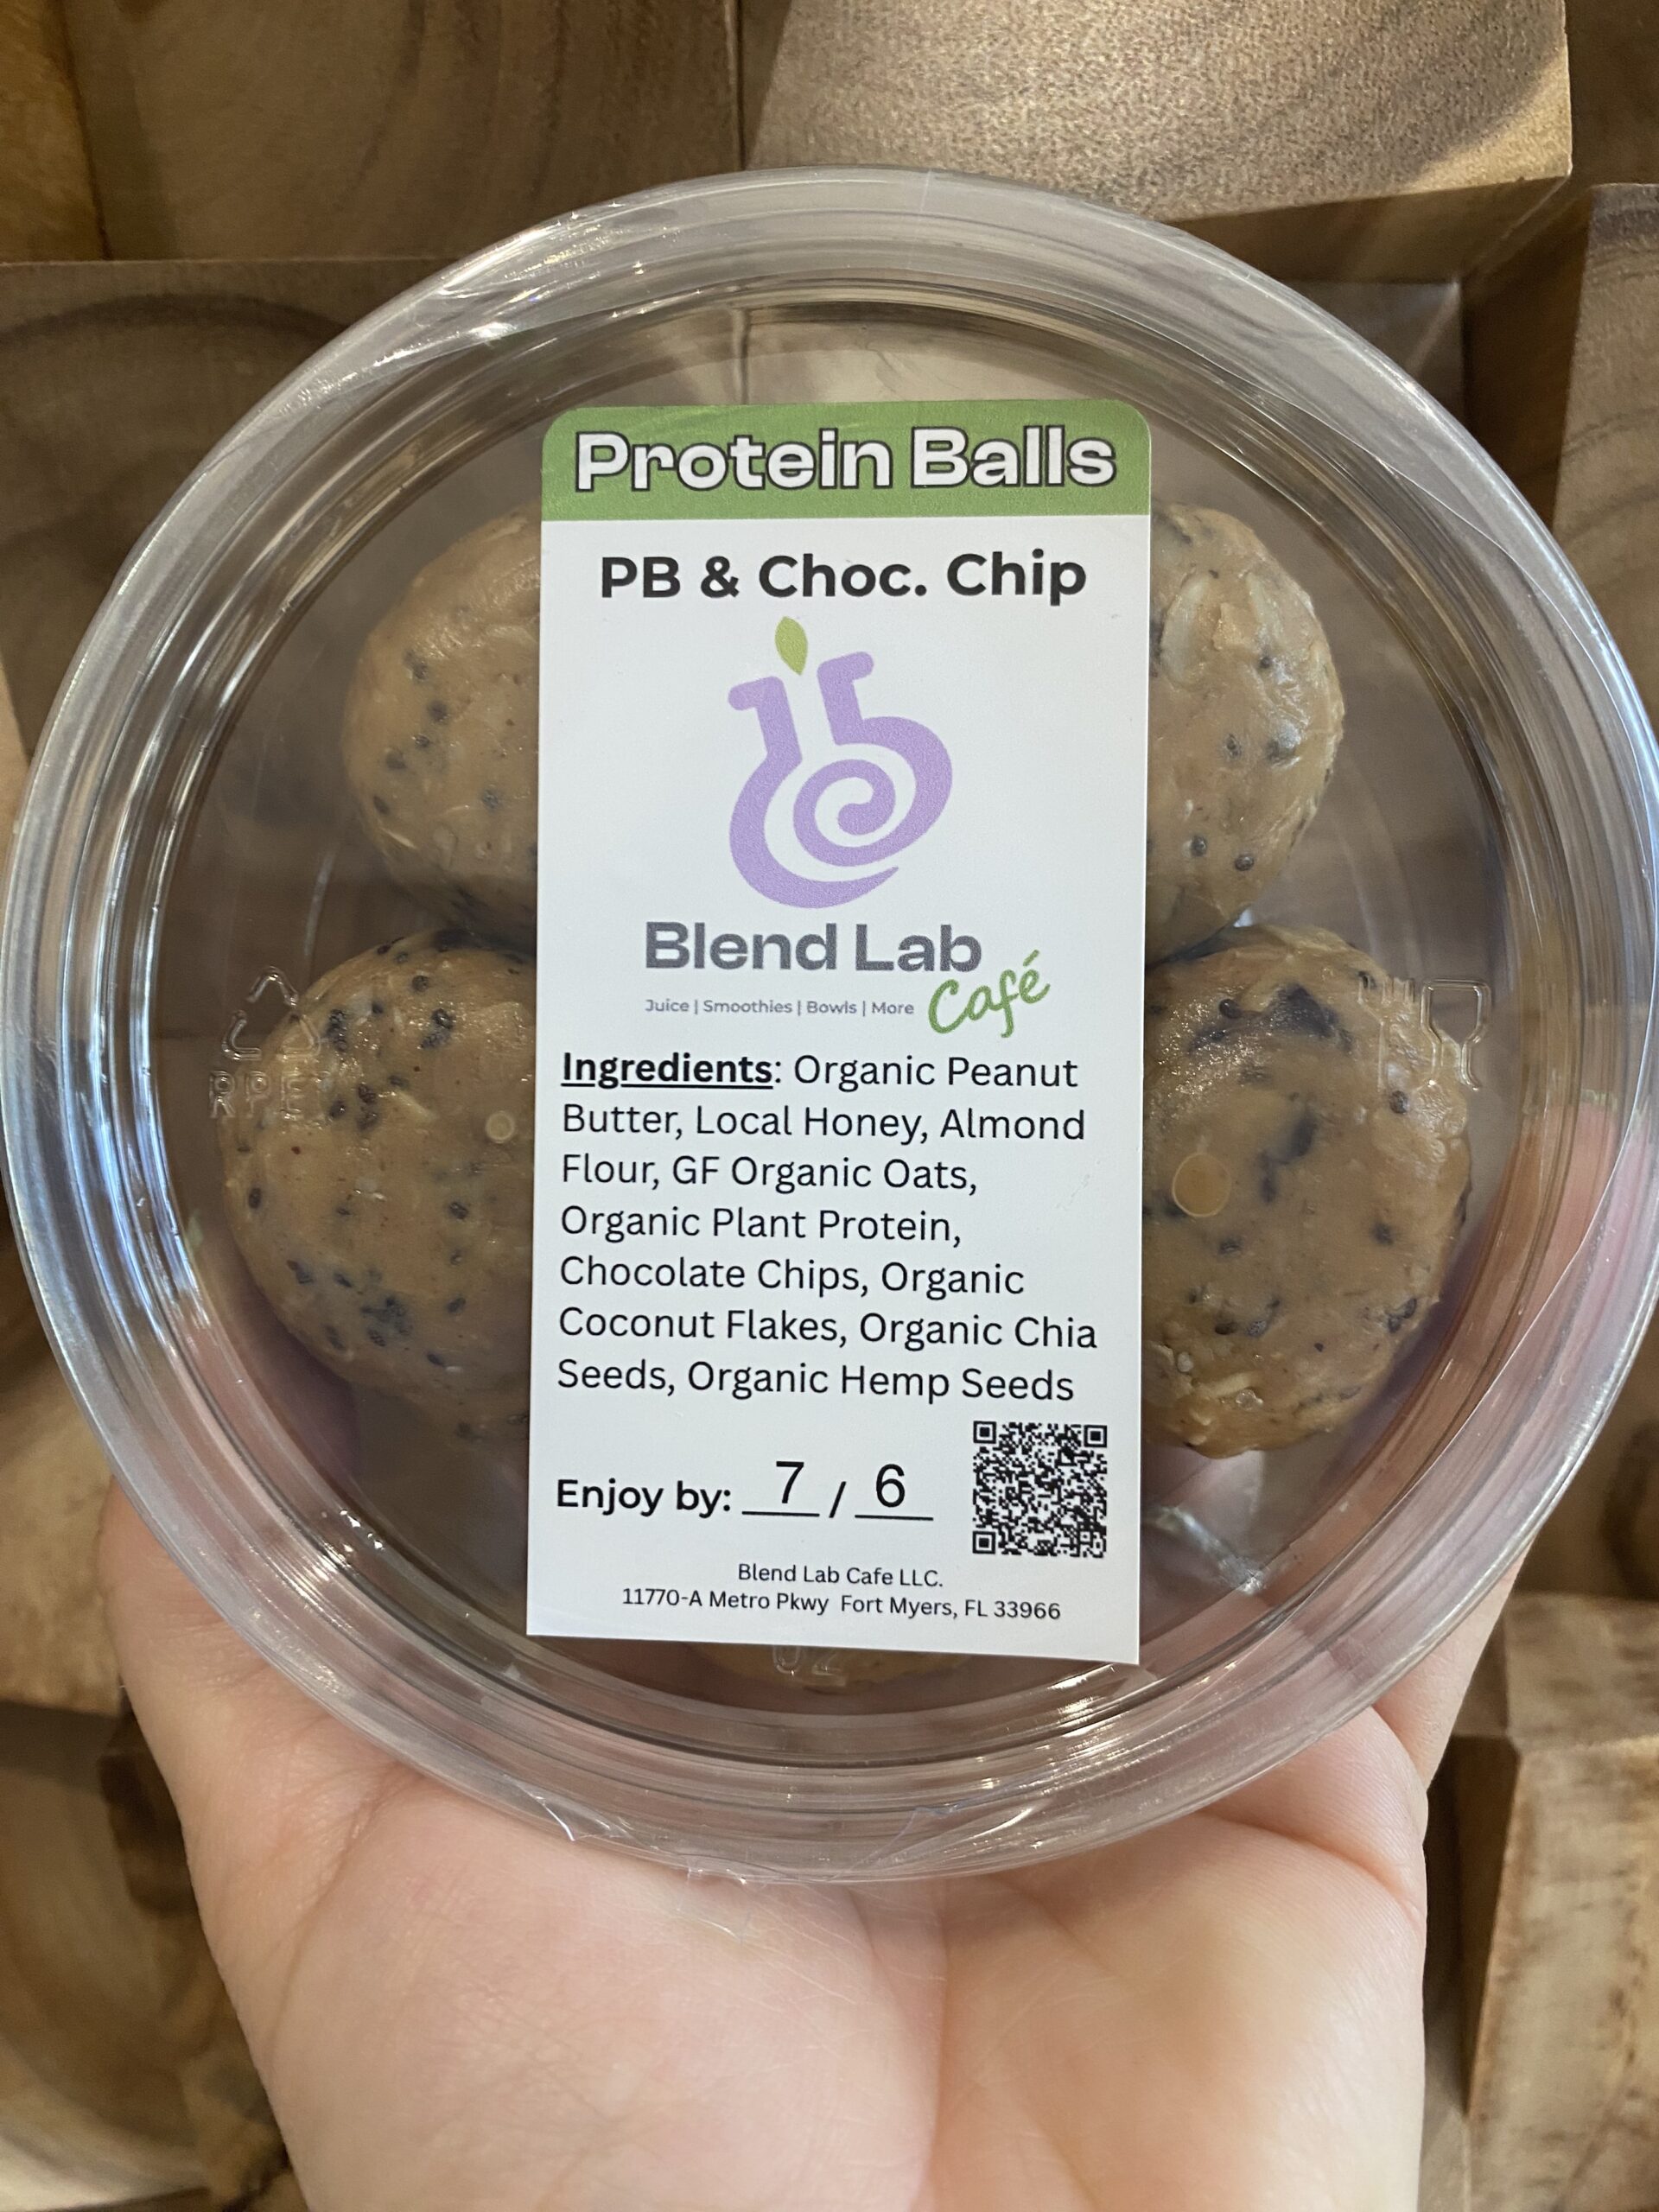 Protein Balls
PB & Choc. Chip
Blend Lab
Café
Juice | Smoothies | Bowls | More
Ingredients: Organic Peanut
Butter, Local Honey, Almond
Flour, GF Organic Oats,
Organic Plant Protein,
Chocolate Chips, Organic
Coconut Flakes, Organic Chia
Seeds, Organic Hemp Seeds
Enjoy by: 7 / 6
Blend Lab Cafe LLC.
11770-A Metro Pkwy Fort Myers, FL 33966
RPET